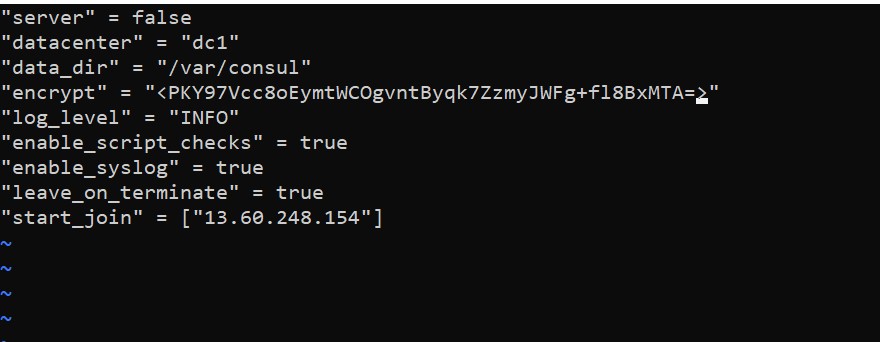 "server" = false
"datacenter" = "dc1"
"data_dir" = "/var/consul"
"encrypt" = "<PKY97Vcc8oEymtWCOgvntByqk7ZzmyJWFg+fl8BxMTA=>"
"log_level" = "INFO"
"enable_script_checks" = true
"enable_syslog" = true
"leave_on_terminate" = true
"start_join" = ["13.60.248.154"]
~
~
~
~